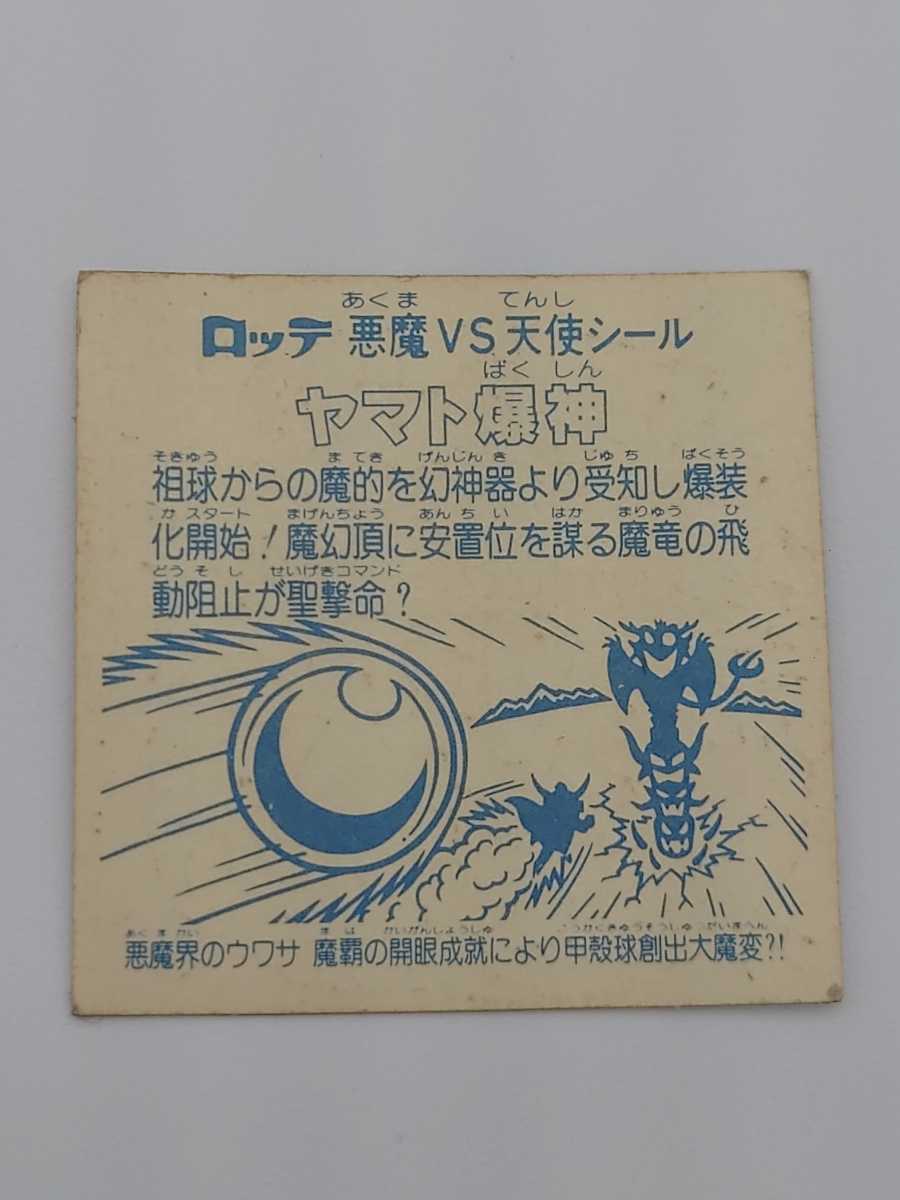 あくま てんし
ロッテ 悪魔VS天使シール
ばく しん
ヤマト爆神
そきゅう まてき げんじんき じゅち ばくそう
祖球からの魔的を幻神器より受知し爆装
か スタート まげんちょう あんちい はか まりゅう ひ
化開始!魔幻頂に安置位を謀る魔竜の飛
どうそし せいげきコマンド
動阻止が聖撃命?
あくまかい まは かいがんじょうしゅ こうかくきゅうそうしゅつだいまへん
悪魔界のウワサ 魔覇の開眼成就により甲殻球創出大魔変?!